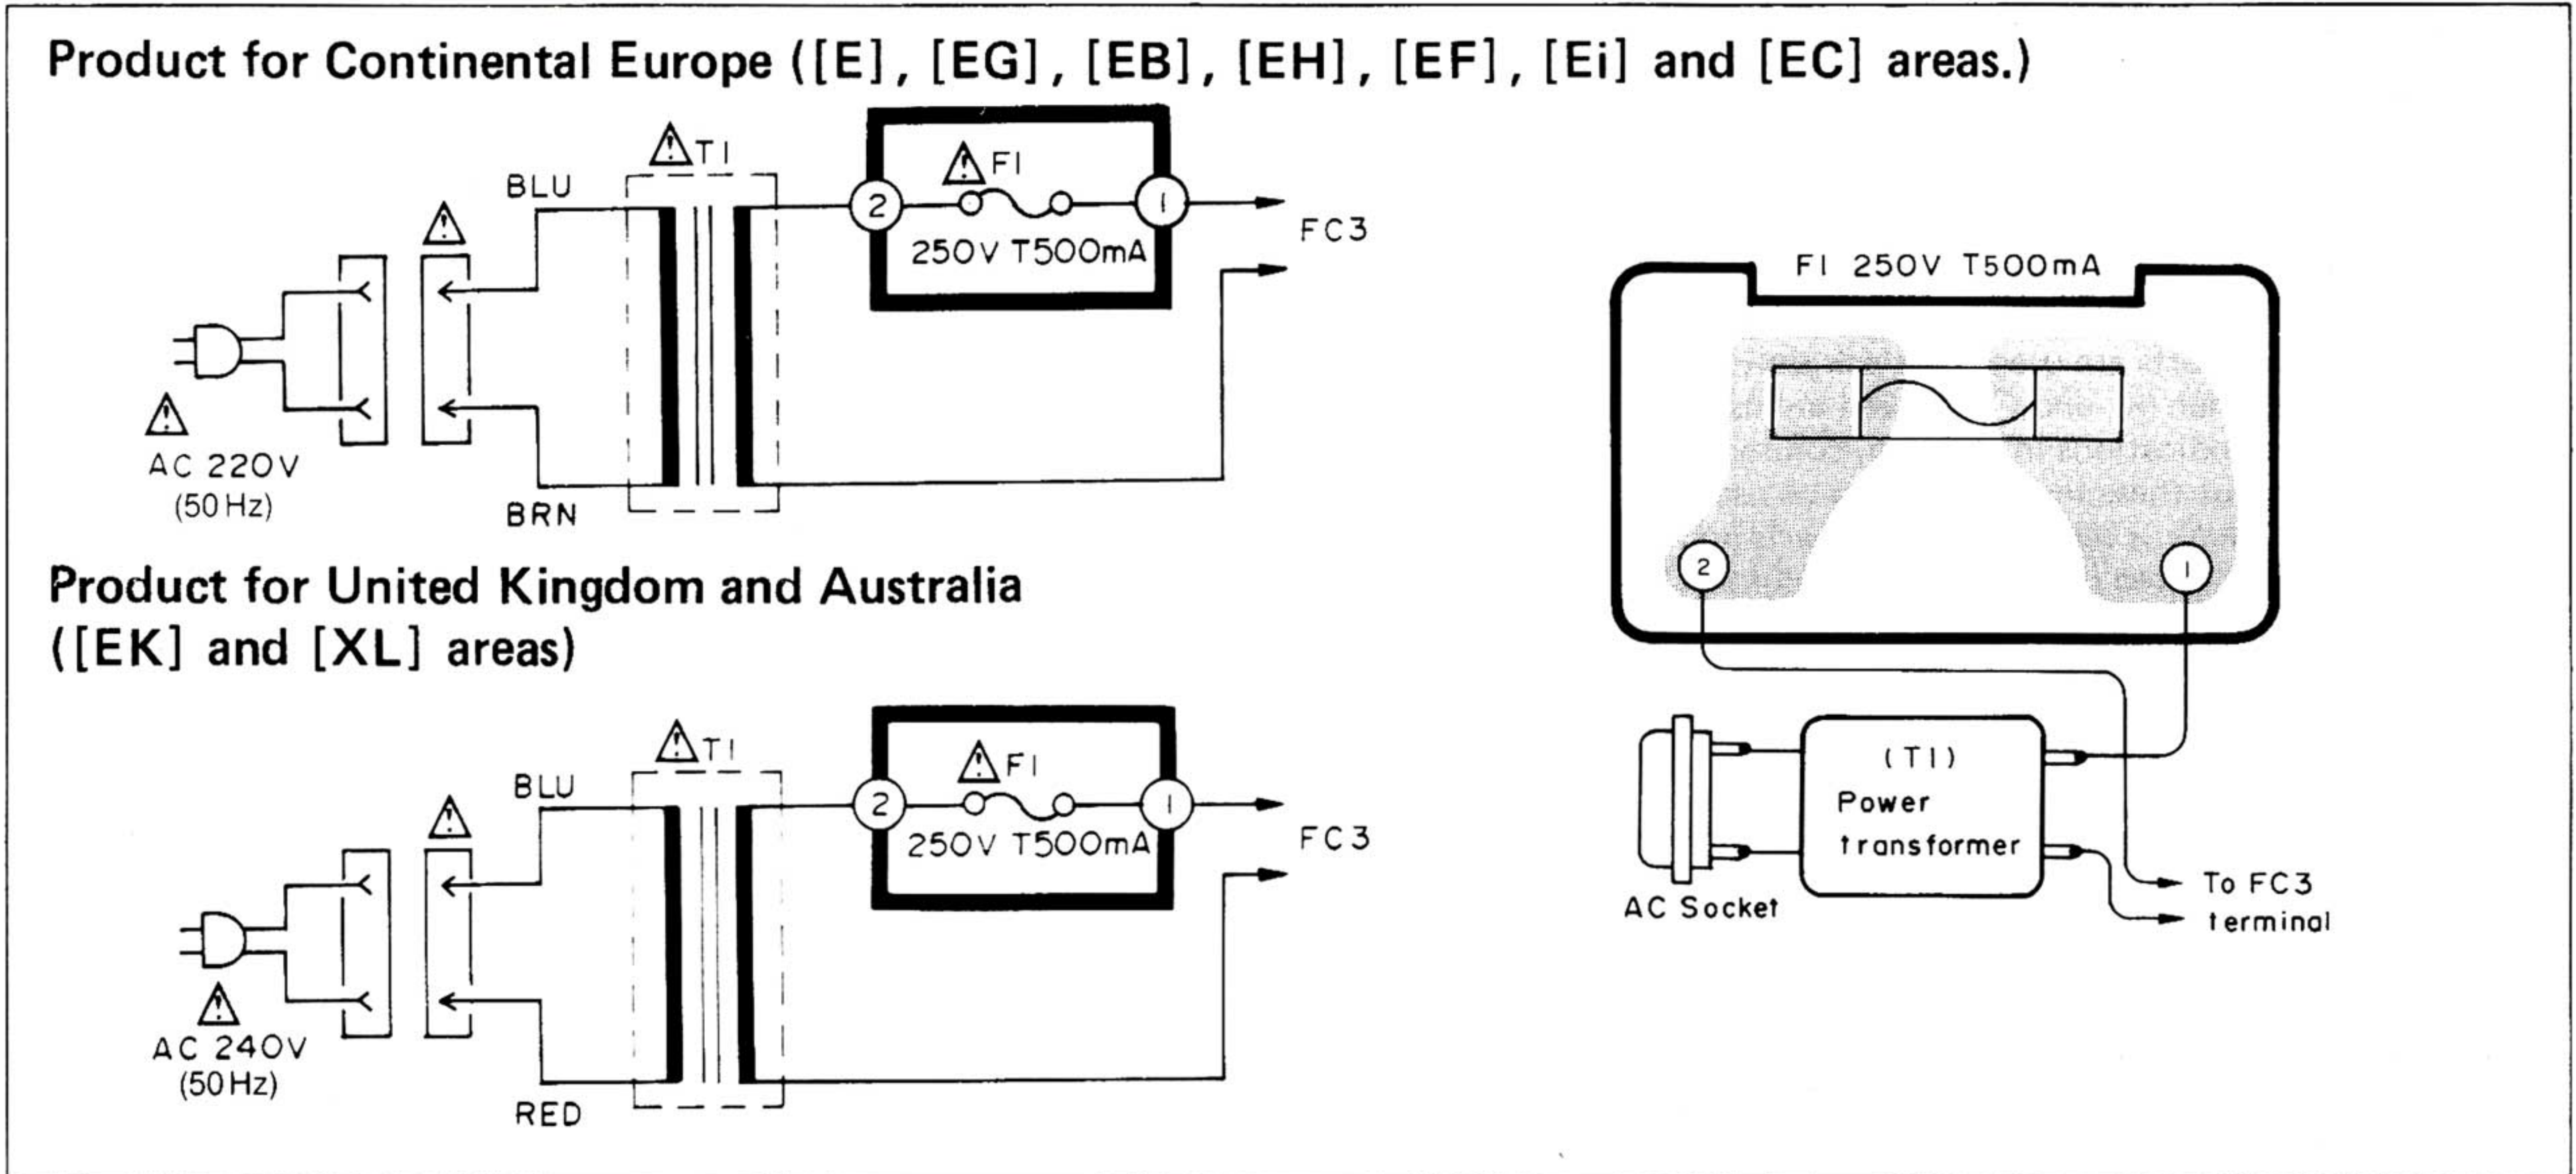 Product for Continental Europe ([E], [EG], [EB], [EH], [EF], [Ei] and [EC] areas.)
T1
F1
BLU
2
1
250V T500mA
FC3
AC 220V
(50Hz)
BRN
Product for United Kingdom and Australia
([EK] and [XL] areas)
T1
F1
BLU
2
1
250V T500mA
FC3
AC 240V
(50Hz)
RED
F1 250V T500mA
2
1
(T1)
Power
transformer
AC Socket
To FC3
terminal